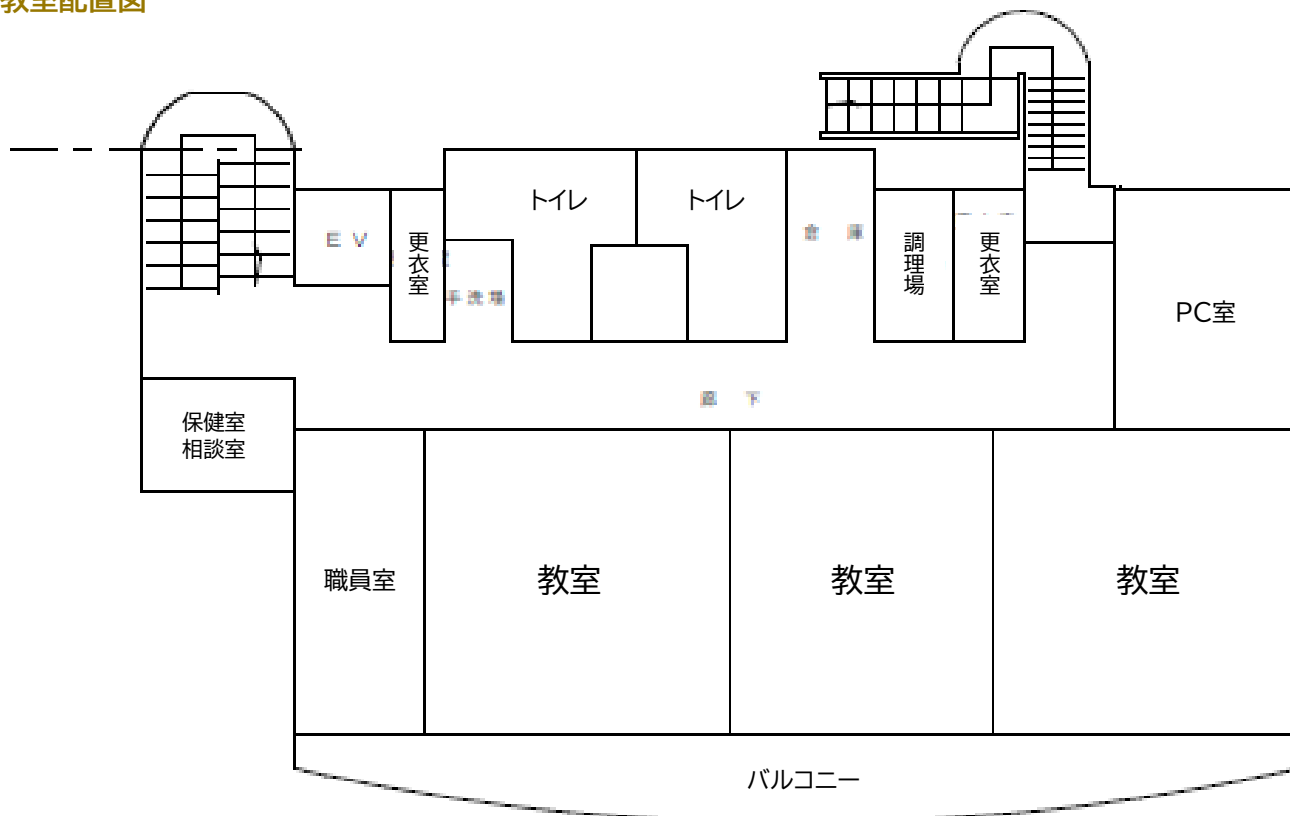 教室配置図
トイレ
トイレ
EV
更衣室
手洗場
倉庫
調理場
更衣室
PC室
廊下
保健室
相談室
職員室
教室
教室
教室
バルコニー